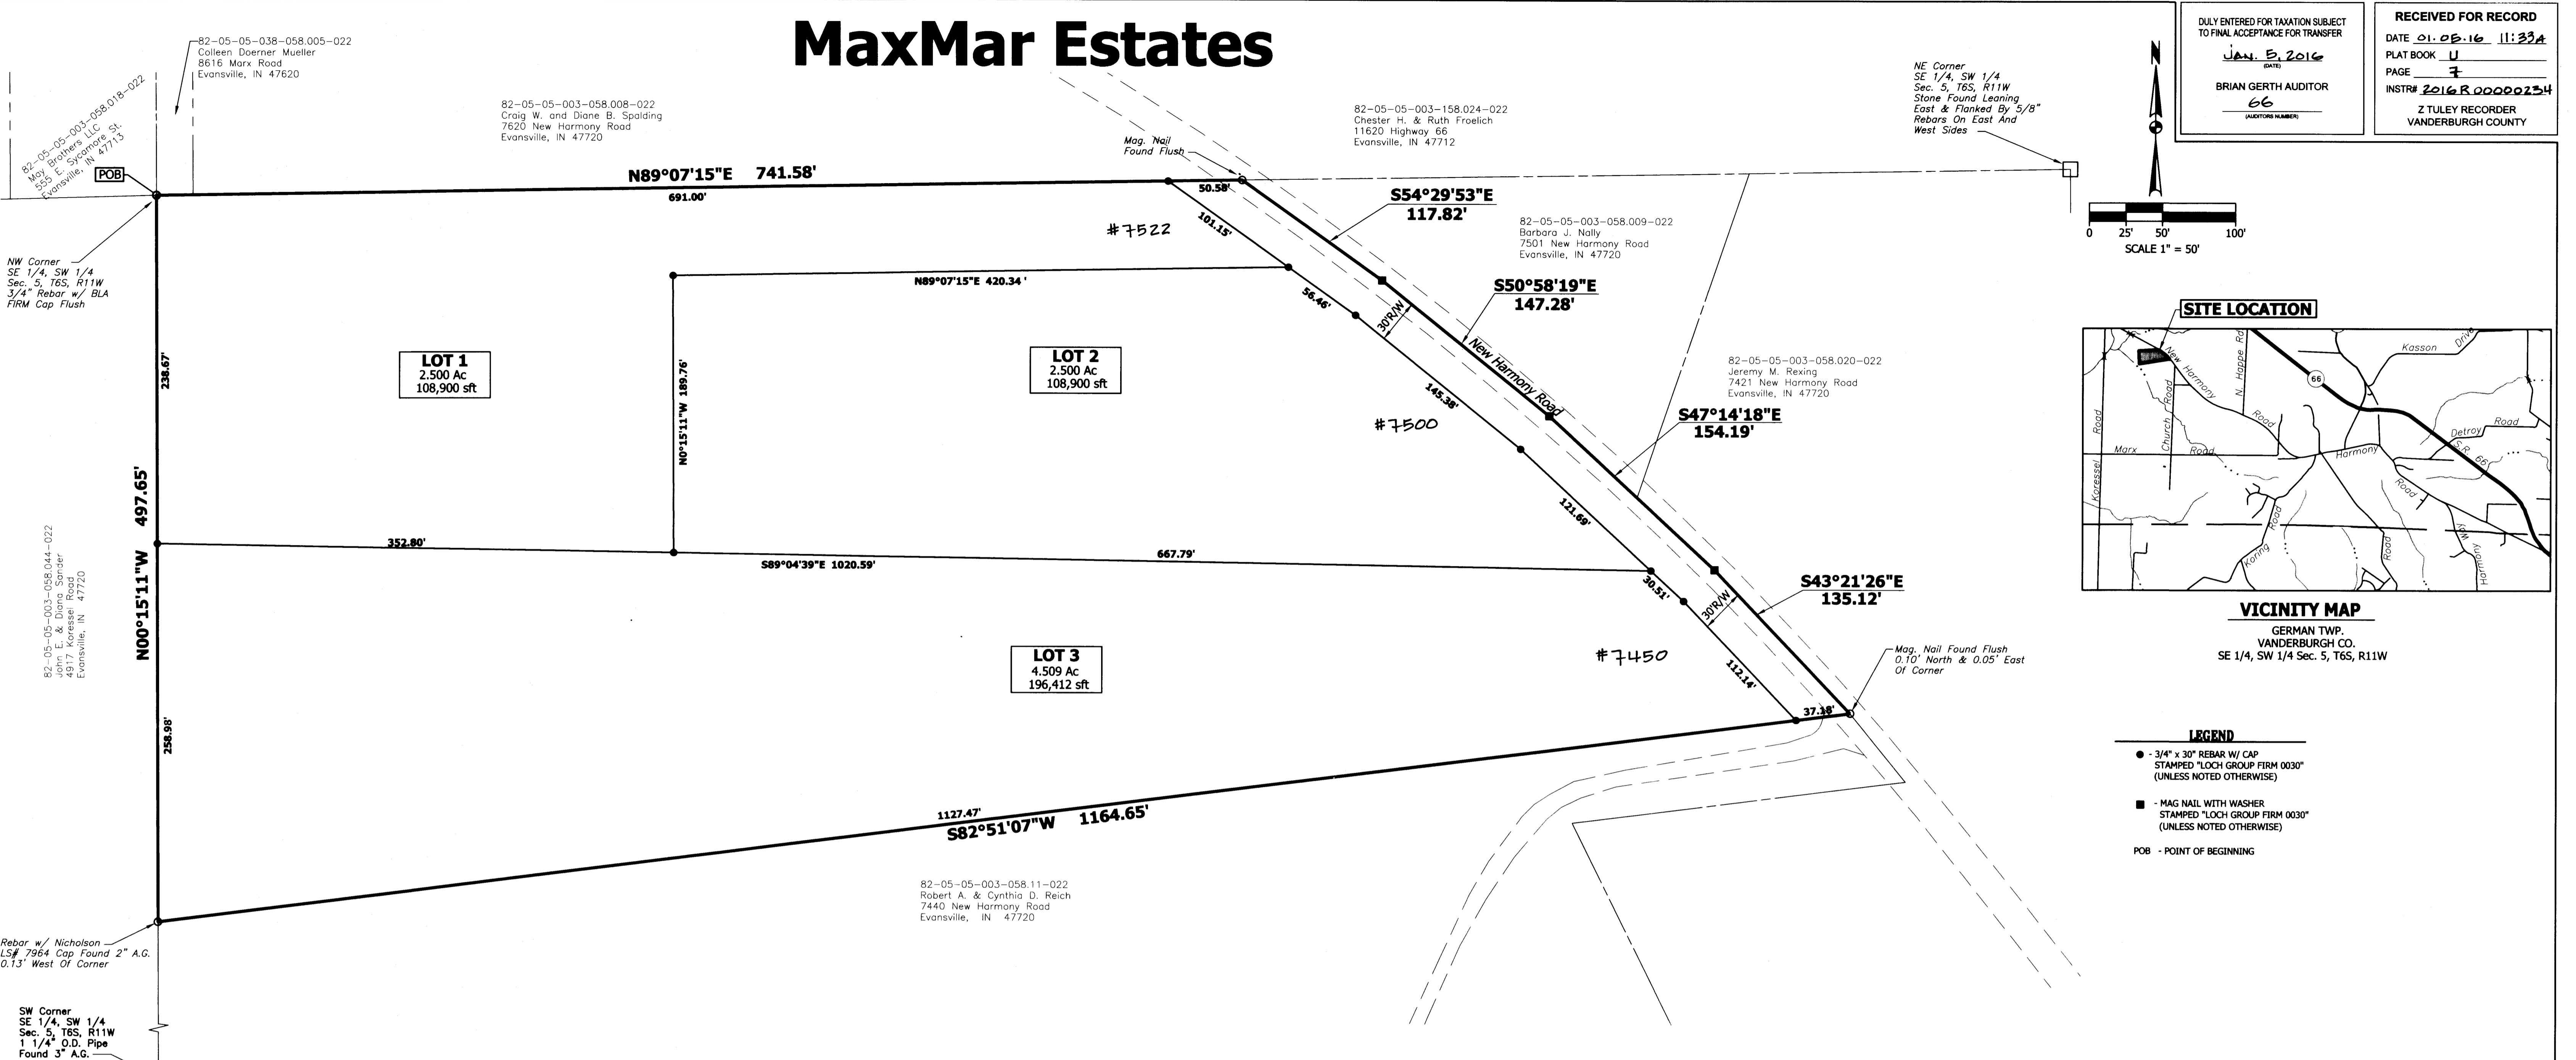 MaxMar Estates
DULY ENTERED FOR TAXATION SUBJECT
TO FINAL ACCEPTANCE FOR TRANSFER
JAN. 5, 2016
(DATE)
BRIAN GERTH AUDITOR
66
(AUDITORS NUMBER)
RECEIVED FOR RECORD
DATE 01.05.16 11:33A
PLAT BOOK U
PAGE 7
INSTR# 2016R00000234
Z TULEY RECORDER
VANDERBURGH COUNTY
82-05-05-038-058.005-022
Colleen Doerner Mueller
8616 Marx Road
Evansville, IN 47620
82-05-05-003-058.018-022
May Brothers LLC
555 E. Sycamore St.
Evansville, IN 47713
POB
82-05-05-003-058.008-022
Craig W. and Diane B. Spalding
7620 New Harmony Road
Evansville, IN 47720
Mag. Nail
Found Flush
82-05-05-003-158.024-022
Chester H. & Ruth Froelich
11620 Highway 66
Evansville, IN 47712
NE Corner
SE 1/4, SW 1/4
Sec. 5, T6S, R11W
Stone Found Leaning
East & Flanked By 5/8"
Rebars On East And
West Sides
N
0 25' 50' 100'
SCALE 1" = 50'
N89°07'15"E 741.58'
691.00'
50.58'
S54°29'53"E
117.82'
101.15'
#7522
82-05-05-003-058.009-022
Barbara J. Nally
7501 New Harmony Road
Evansville, IN 47720
NW Corner
SE 1/4, SW 1/4
Sec. 5, T6S, R11W
3/4" Rebar w/ BLA
FIRM Cap Flush
N89°07'15"E 420.34'
56.46'
30'R/W
S50°58'19"E
147.28'
New Harmony Road
238.67'
LOT 1
2.500 Ac
108,900 sft
N0°15'11"W 189.76'
LOT 2
2.500 Ac
108,900 sft
145.38'
#7500
82-05-05-003-058.020-022
Jeremy M. Rexing
7421 New Harmony Road
Evansville, IN 47720
S47°14'18"E
154.19'
121.69'
N00°15'11"W 497.65'
352.80'
S89°04'39"E 1020.59'
667.79'
30.51'
30'R/W
S43°21'26"E
135.12'
82-05-05-003-058.044-022
John E. & Diana Sander
4917 Koressel Road
Evansville, IN 47720
258.98'
LOT 3
4.509 Ac
196,412 sft
#7450
112.14'
37.18'
Mag. Nail Found Flush
0.10' North & 0.05' East
Of Corner
1127.47'
S82°51'07"W 1164.65'
82-05-05-003-058.11-022
Robert A. & Cynthia D. Reich
7440 New Harmony Road
Evansville, IN 47720
Rebar w/ Nicholson
LS# 7964 Cap Found 2" A.G.
0.13' West Of Corner
SW Corner
SE 1/4, SW 1/4
Sec. 5, T6S, R11W
1 1/4" O.D. Pipe
Found 3" A.G.
SITE LOCATION
New Harmony Road
N Happe Rd
Kasson Drive
66
Koressel Road
Church Road
Marx Road
Harmony
Road
Detroy Road
S.R. 66
Koring Road
Road
Harmony Way
VICINITY MAP
GERMAN TWP.
VANDERBURGH CO.
SE 1/4, SW 1/4 Sec. 5, T6S, R11W
LEGEND
- 3/4" x 30" REBAR W/ CAP
STAMPED "LOCH GROUP FIRM 0030"
(UNLESS NOTED OTHERWISE)
- MAG NAIL WITH WASHER
STAMPED "LOCH GROUP FIRM 0030"
(UNLESS NOTED OTHERWISE)
POB - POINT OF BEGINNING